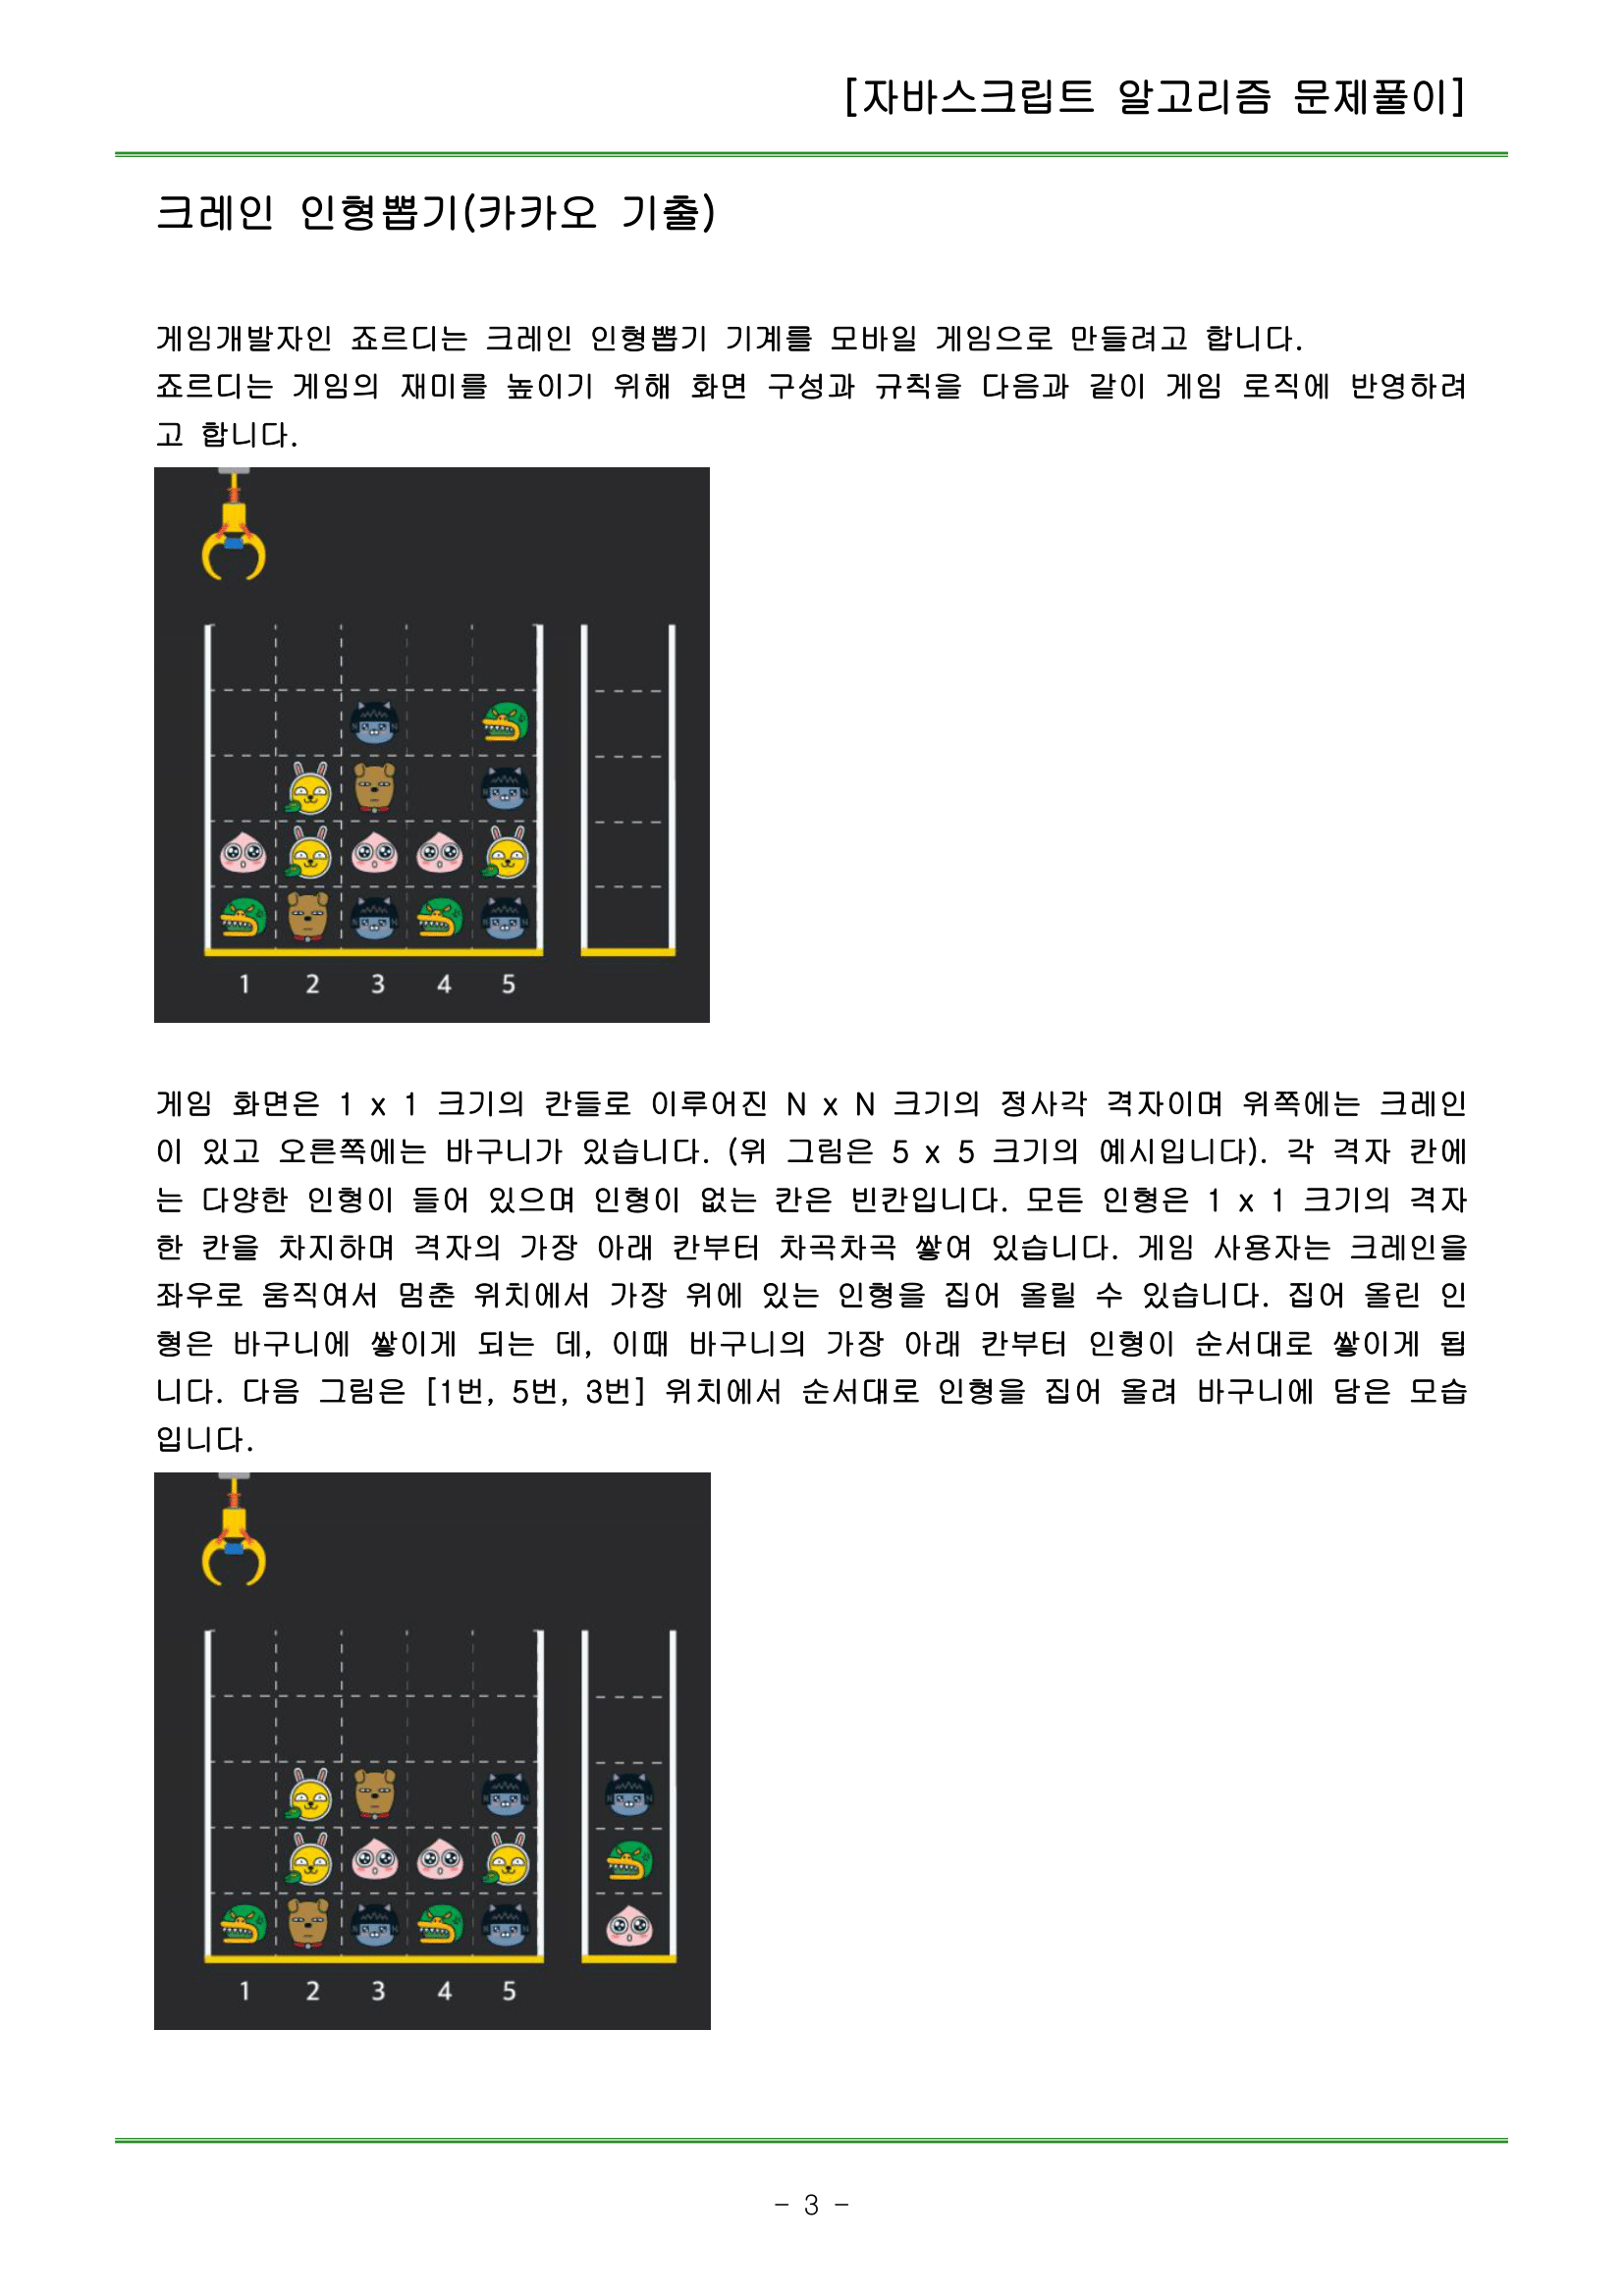 [자바스크립트 알고리즘 문제풀이]
크레인 인형뽑기(카카오 기출)
게임개발자인 죠르디는 크레인 인형뽑기 기계를 모바일 게임으로 만들려고 합니다.
죠르디는 게임의 재미를 높이기 위해 화면 구성과 규칙을 다음과 같이 게임 로직에 반영하려
고 합니다.
1 2 3 4 5
게임 화면은 1 x 1 크기의 칸들로 이루어진 N x N 크기의 정사각 격자이며 위쪽에는 크레인
이 있고 오른쪽에는 바구니가 있습니다. (위 그림은 5 x 5 크기의 예시입니다). 각 격자 칸에
는 다양한 인형이 들어 있으며 인형이 없는 칸은 빈칸입니다. 모든 인형은 1 x 1 크기의 격자
한 칸을 차지하며 격자의 가장 아래 칸부터 차곡차곡 쌓여 있습니다. 게임 사용자는 크레인을
좌우로 움직여서 멈춘 위치에서 가장 위에 있는 인형을 집어 올릴 수 있습니다. 집어 올린 인
형은 바구니에 쌓이게 되는 데, 이때 바구니의 가장 아래 칸부터 인형이 순서대로 쌓이게 됩
니다. 다음 그림은 [1번, 5번, 3번] 위치에서 순서대로 인형을 집어 올려 바구니에 담은 모습
입니다.
1 2 3 4 5
- 3 -